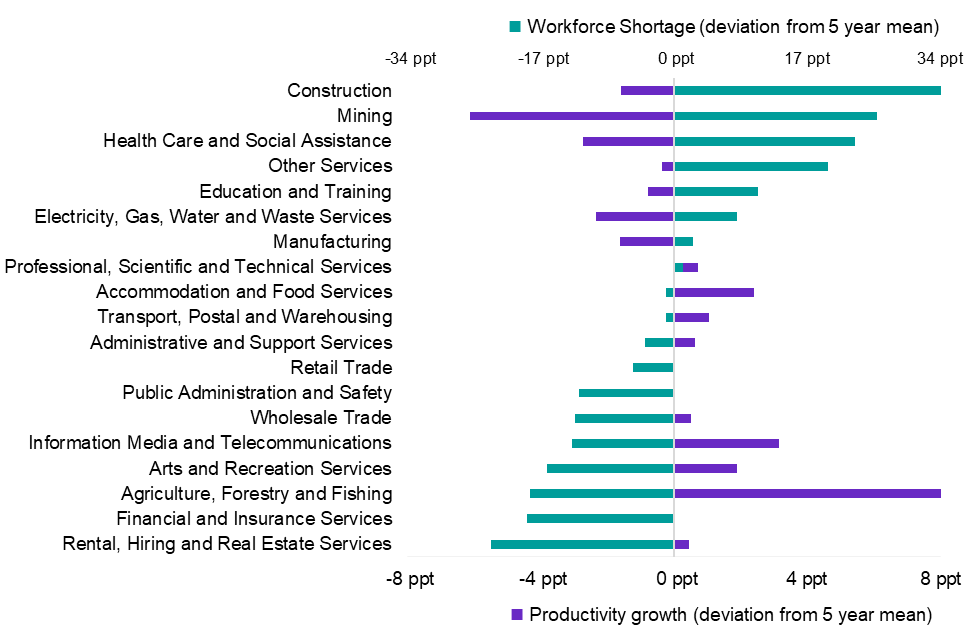 Workforce Shortage (deviation from 5 year mean)
-34 ppt -17 ppt 0 ppt 17 ppt 34 ppt
Construction
Mining
Health Care and Social Assistance
Other Services
Education and Training
Electricity, Gas, Water and Waste Services
Manufacturing
Professional, Scientific and Technical Services
Accommodation and Food Services
Transport, Postal and Warehousing
Administrative and Support Services
Retail Trade
Public Administration and Safety
Wholesale Trade
Information Media and Telecommunications
Arts and Recreation Services
Agriculture, Forestry and Fishing
Financial and Insurance Services
Rental, Hiring and Real Estate Services
-8 ppt -4 ppt 0 ppt 4 ppt 8 ppt
Productivity growth (deviation from 5 year mean)